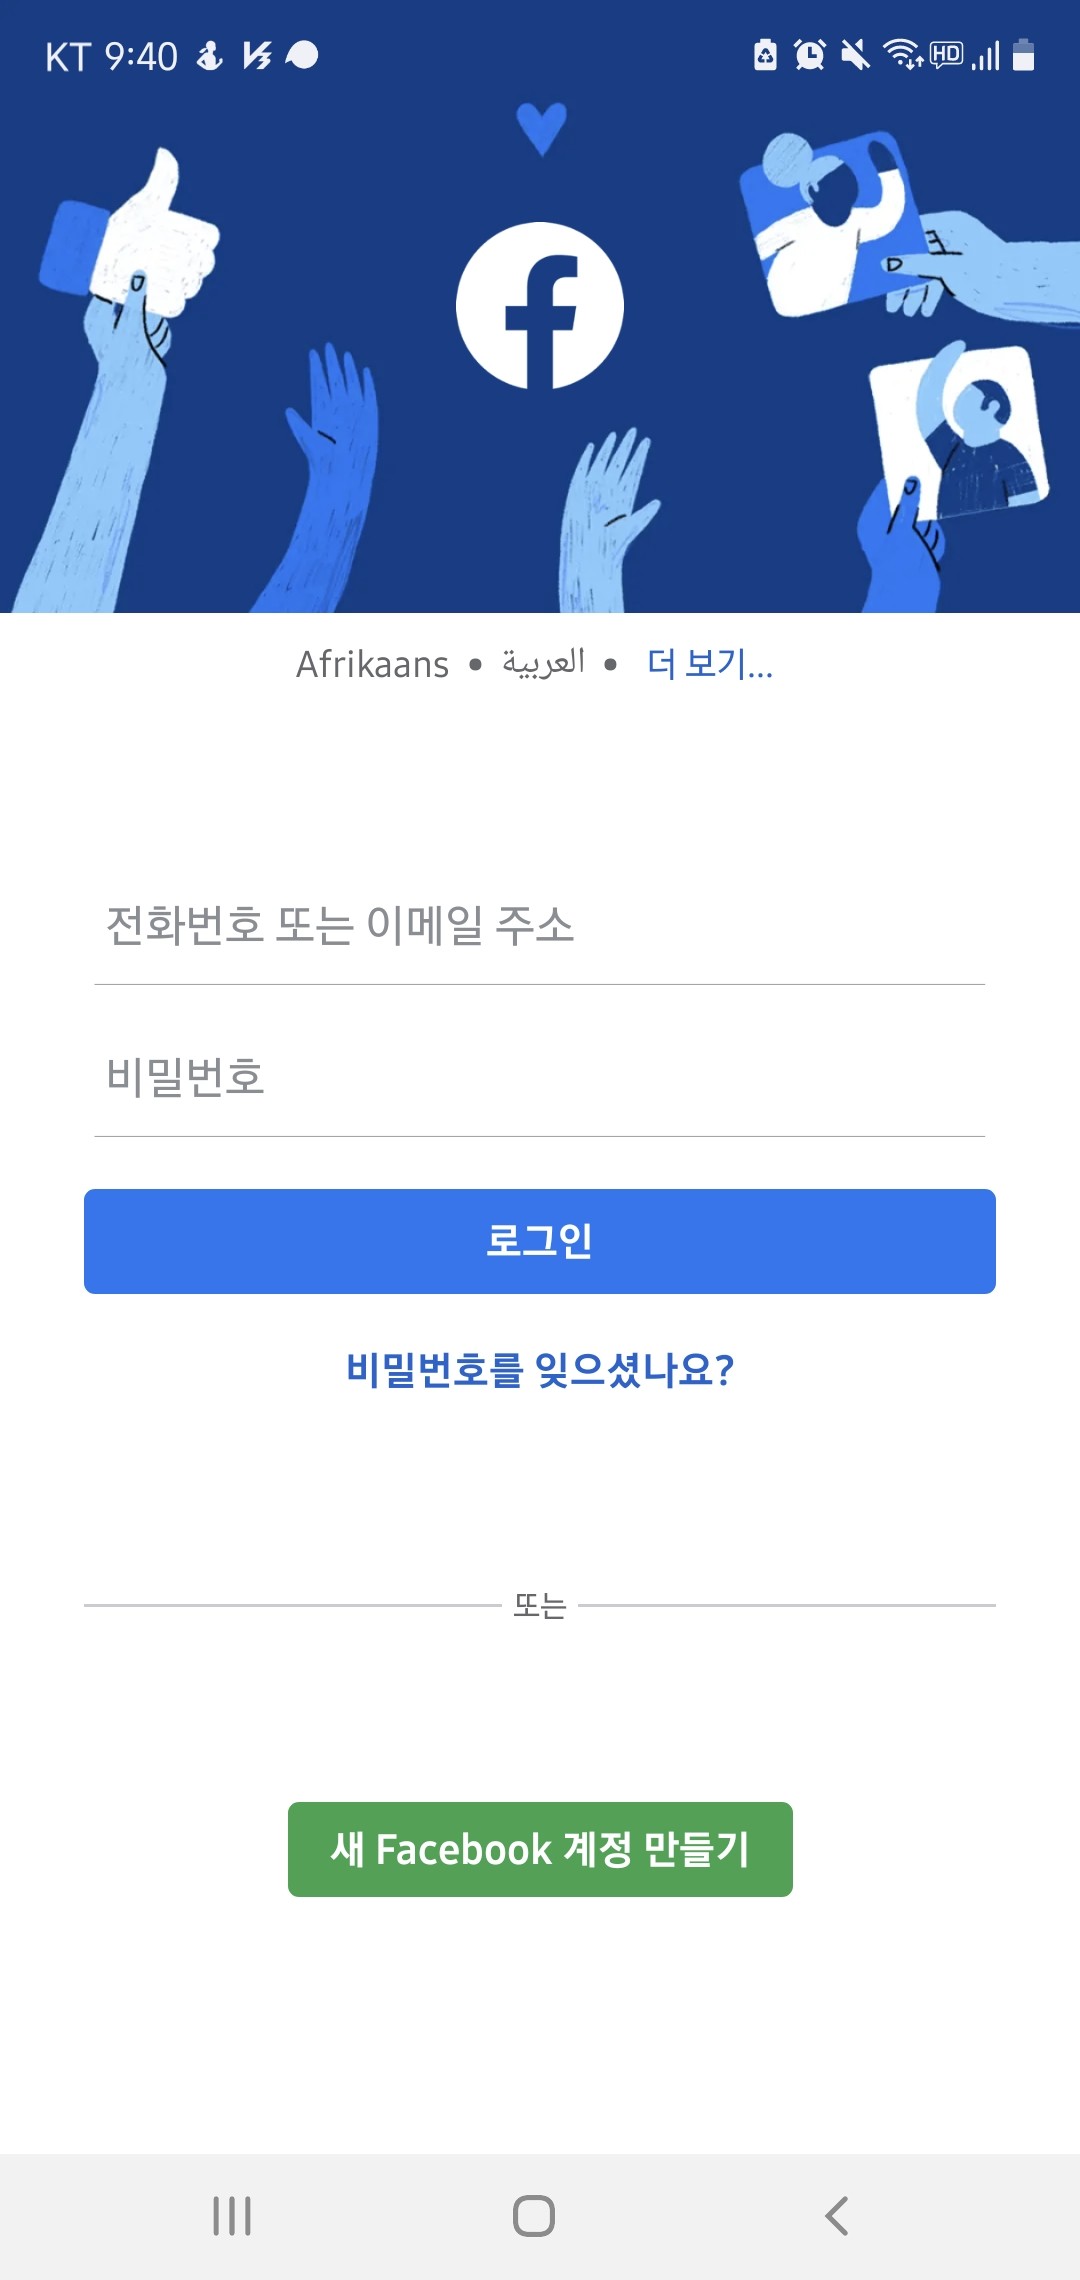 KT 9:40 HD
Afrikaans • العربية • 더 보기...
전화번호 또는 이메일 주소
비밀번호
로그인
비밀번호를 잊으셨나요?
또는
새 Facebook 계정 만들기